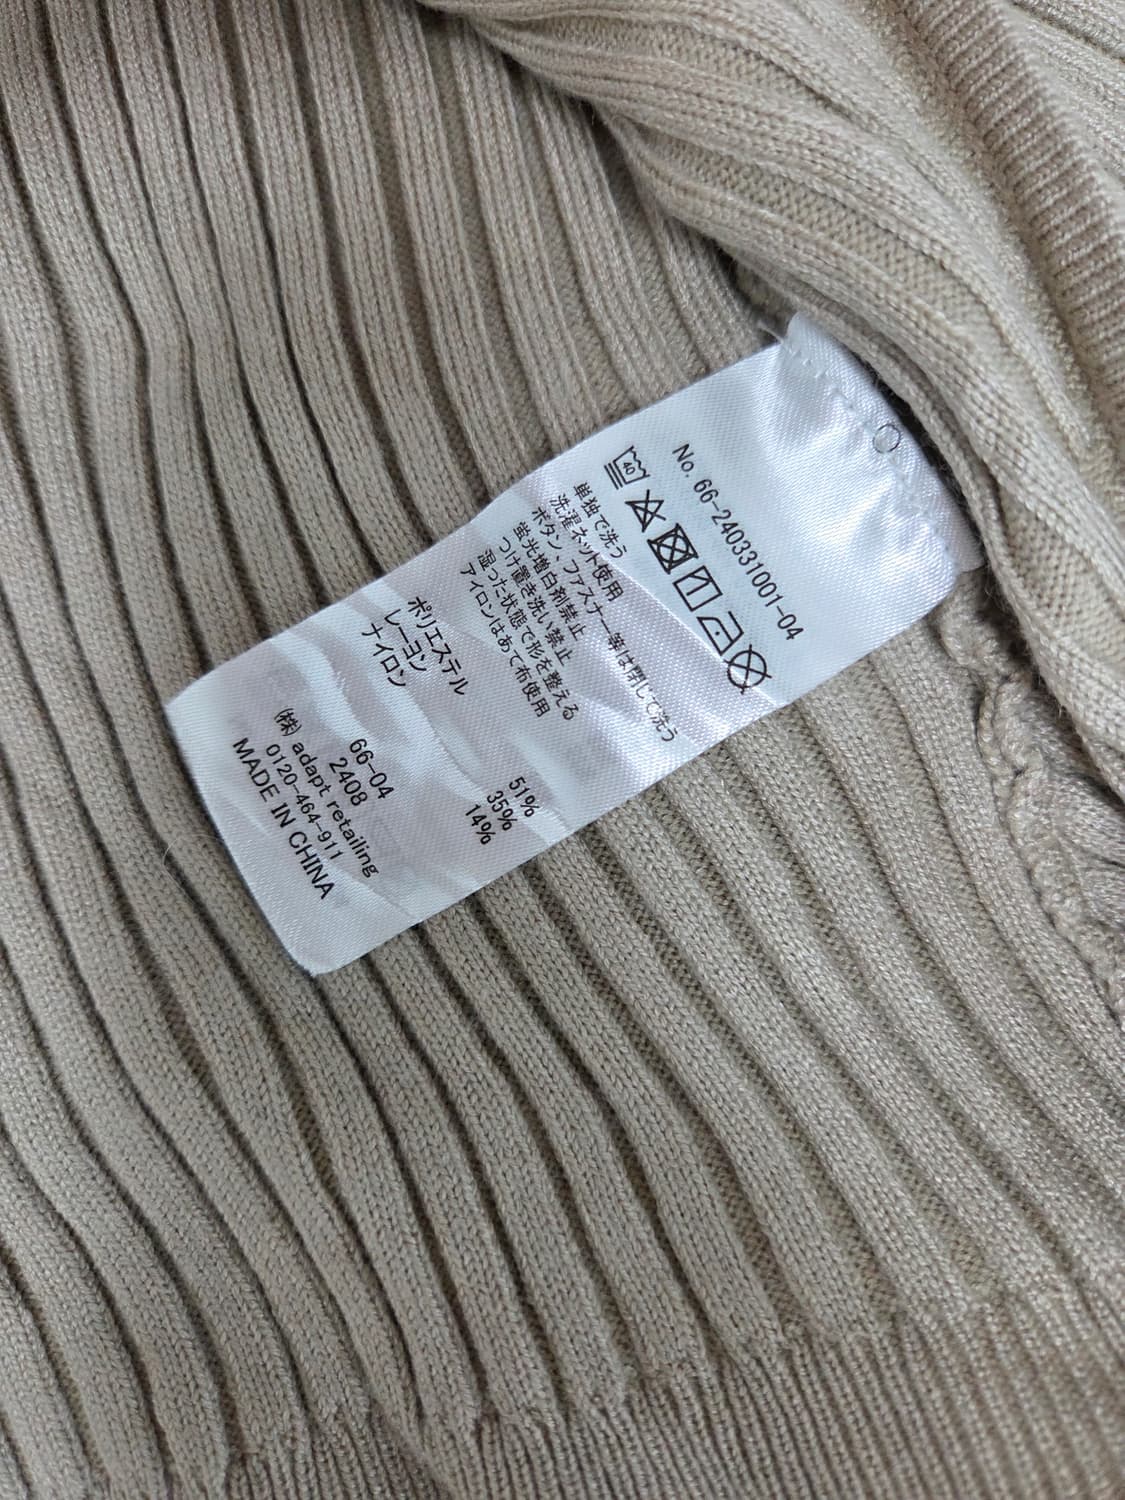 No. 66-240331001-04
40
単独で洗う
洗濯ネット使用
ボタン、ファスナー等は閉じて洗う
蛍光増白剤禁止
つけ置き洗い禁止
湿った状態で形を整える
アイロンはあて布使用
ポリエステル 51%
レーヨン 35%
ナイロン 14%
66-04
2408
(株) adapt retailing
0120-464-911
MADE IN CHINA